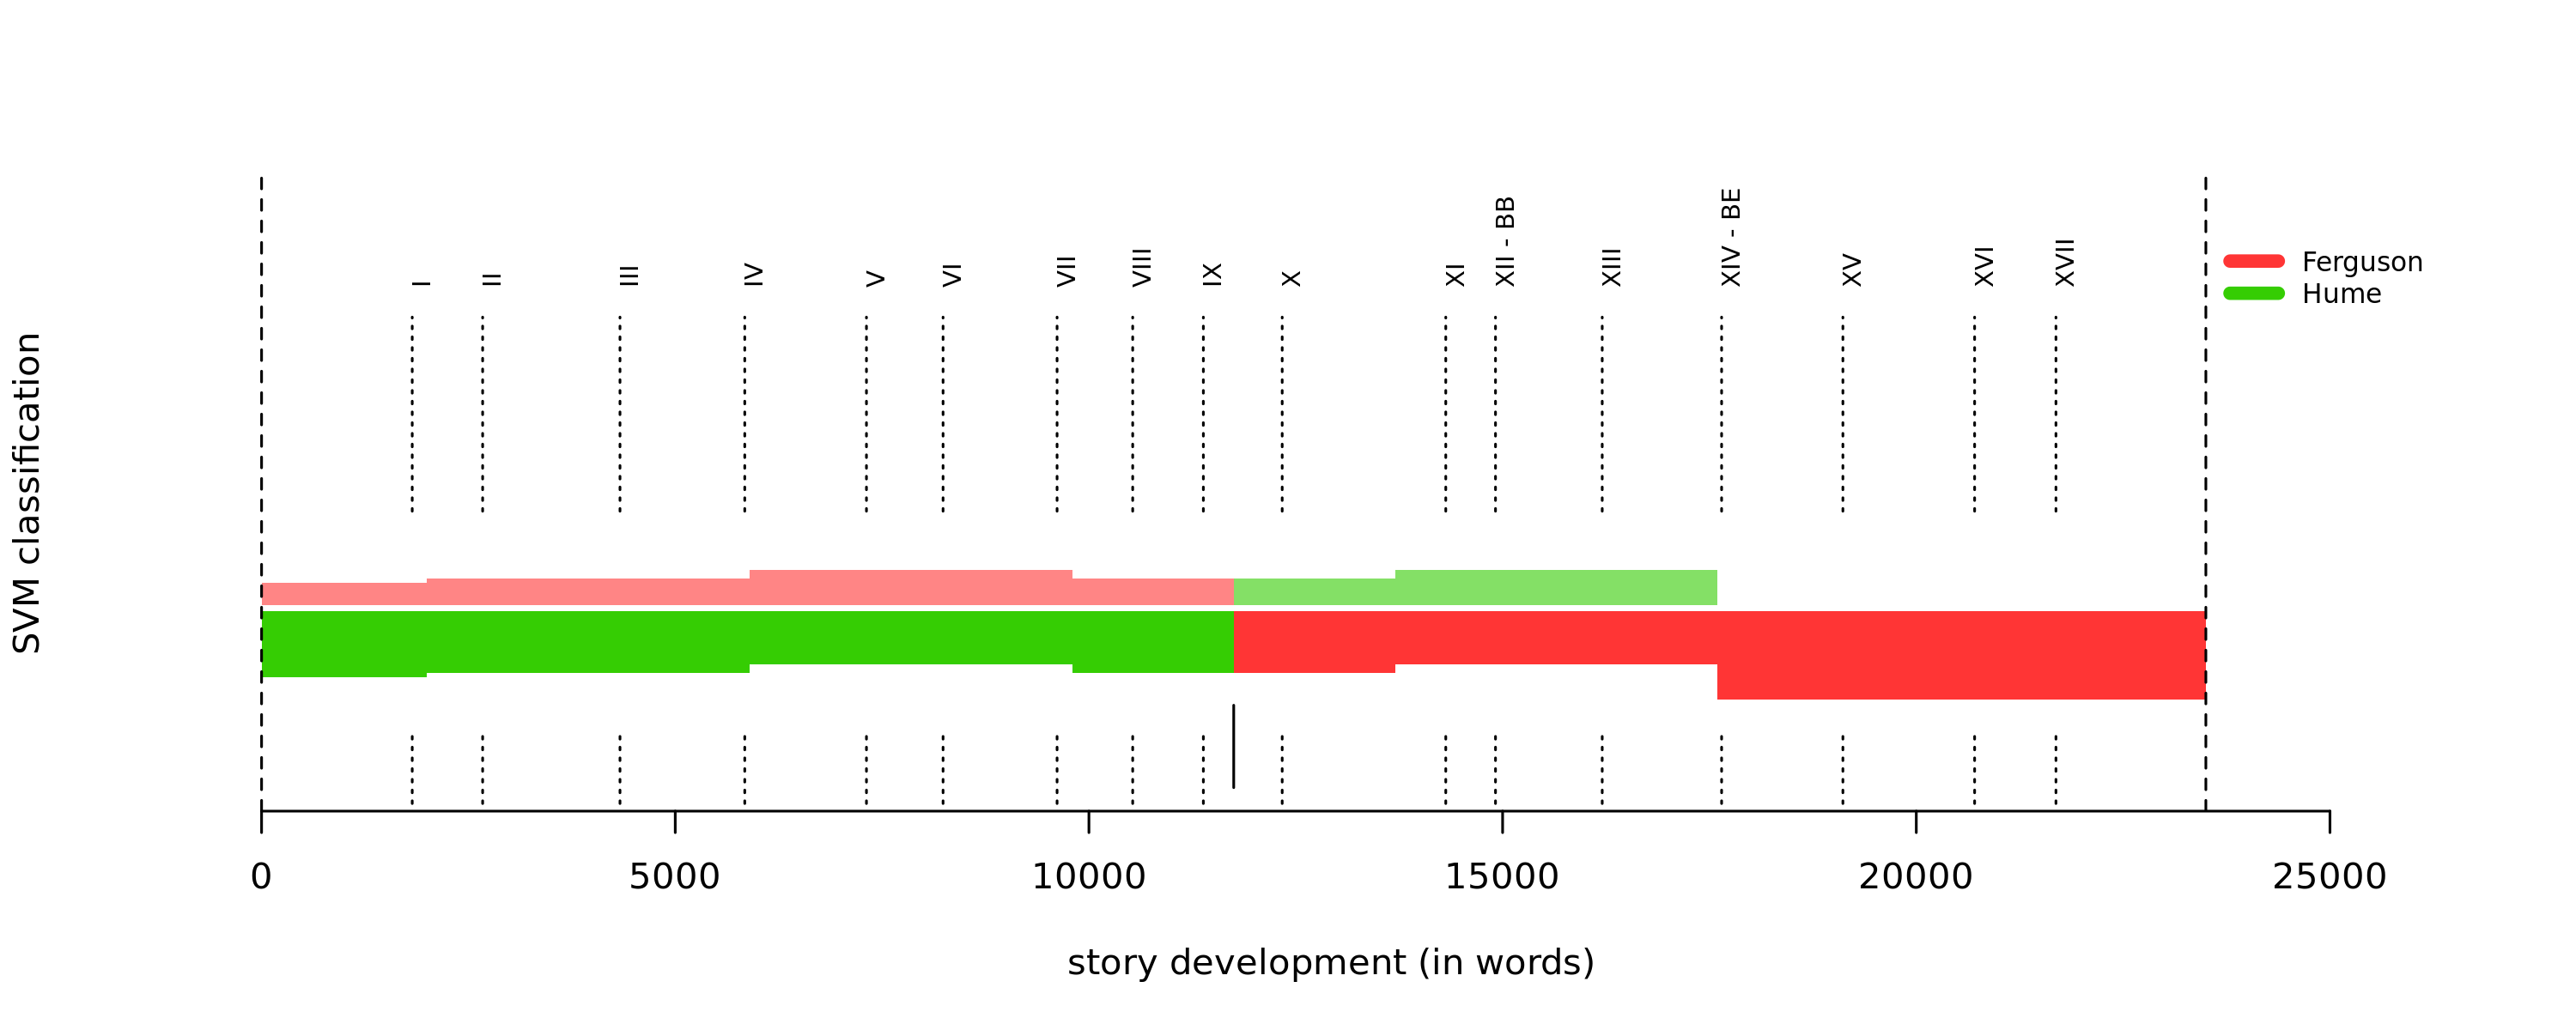 SVM classification
I
II
III
IV
V
VI
VII
VIII
IX
X
XI
XII - BB
XIII
XIV - BE
XV
XVI
XVII
Ferguson
Hume
0 5000 10000 15000 20000 25000
story development (in words)